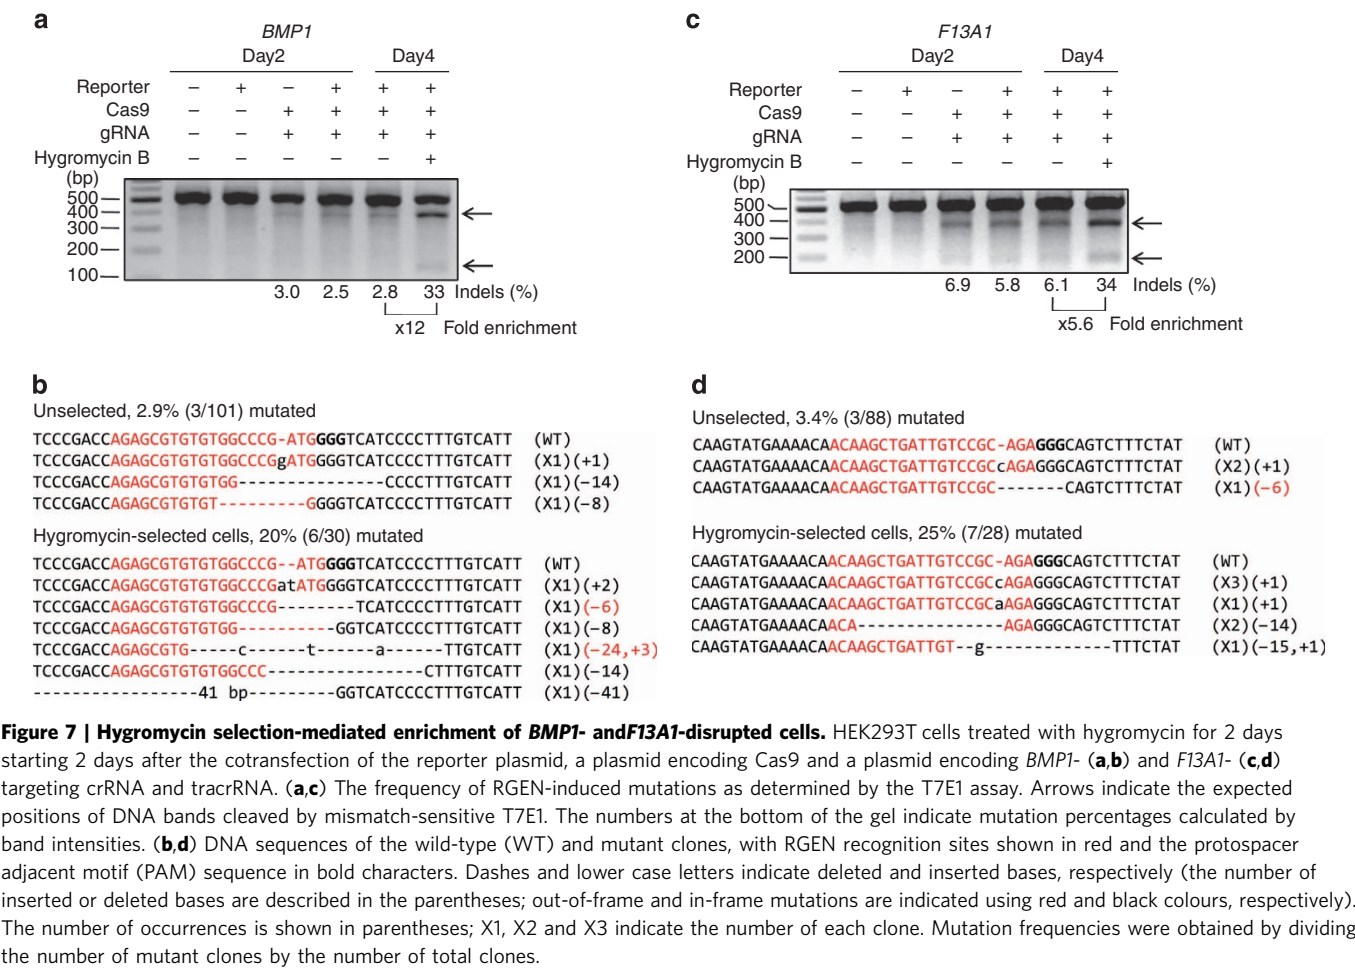 a
BMP1
Day2 Day4
Reporter – + – + + +
Cas9 – – + + + +
gRNA – – + + + +
Hygromycin B – – – – – +
(bp)
500
400
300
200
100
3.0 2.5 2.8 33 Indels (%)
x12 Fold enrichment
c
F13A1
Day2 Day4
Reporter – + – + + +
Cas9 – – + + + +
gRNA – – + + + +
Hygromycin B – – – – – +
(bp)
500
400
300
200
6.9 5.8 6.1 34 Indels (%)
x5.6 Fold enrichment
b
Unselected, 2.9% (3/101) mutated
TCCCGACCAGAGCGTGTGTGGCCCG-ATGGGGTCATCCCCTTTGTCATT (WT)
TCCCGACCAGAGCGTGTGTGGCCCGgATGGGGTCATCCCCTTTGTCATT (X1)(+1)
TCCCGACCAGAGCGTGTGTGG---------------CCCCTTTGTCATT (X1)(−14)
TCCCGACCAGAGCGTGTGT---------GGGGTCATCCCCTTTGTCATT (X1)(−8)
Hygromycin-selected cells, 20% (6/30) mutated
TCCCGACCAGAGCGTGTGTGGCCCG--ATGGGGTCATCCCCTTTGTCATT (WT)
TCCCGACCAGAGCGTGTGTGGCCCGatATGGGGTCATCCCCTTTGTCATT (X1)(+2)
TCCCGACCAGAGCGTGTGTGGCCCG--------TCATCCCCTTTGTCATT (X1)(−6)
TCCCGACCAGAGCGTGTGTGG----------GGTCATCCCCTTTGTCATT (X1)(−8)
TCCCGACCAGAGCGTG-----c------t------a------TTGTCATT (X1)(−24,+3)
TCCCGACCAGAGCGTGTGTGGCCC----------------CTTTGTCATT (X1)(−14)
-----------------41 bp---------GGTCATCCCCTTTGTCATT (X1)(−41)
d
Unselected, 3.4% (3/88) mutated
CAAGTATGAAAACAACAAGCTGATTGTCCGC-AGAGGGCAGTCTTTCTAT (WT)
CAAGTATGAAAACAACAAGCTGATTGTCCGCcAGAGGGCAGTCTTTCTAT (X2)(+1)
CAAGTATGAAAACAACAAGCTGATTGTCCGC-------CAGTCTTTCTAT (X1)(−6)
Hygromycin-selected cells, 25% (7/28) mutated
CAAGTATGAAAACAACAAGCTGATTGTCCGC-AGAGGGCAGTCTTTCTAT (WT)
CAAGTATGAAAACAACAAGCTGATTGTCCGCcAGAGGGCAGTCTTTCTAT (X3)(+1)
CAAGTATGAAAACAACAAGCTGATTGTCCGCaAGAGGGCAGTCTTTCTAT (X1)(+1)
CAAGTATGAAAACAACA---------------AGAGGGCAGTCTTTCTAT (X2)(−14)
CAAGTATGAAAACAACAAGCTGATTGT--g-------------TTTCTAT (X1)(−15,+1)
Figure 7 | Hygromycin selection-mediated enrichment of BMP1- andF13A1-disrupted cells. HEK293T cells treated with hygromycin for 2 days
starting 2 days after the cotransfection of the reporter plasmid, a plasmid encoding Cas9 and a plasmid encoding BMP1- (a,b) and F13A1- (c,d)
targeting crRNA and tracrRNA. (a,c) The frequency of RGEN-induced mutations as determined by the T7E1 assay. Arrows indicate the expected
positions of DNA bands cleaved by mismatch-sensitive T7E1. The numbers at the bottom of the gel indicate mutation percentages calculated by
band intensities. (b,d) DNA sequences of the wild-type (WT) and mutant clones, with RGEN recognition sites shown in red and the protospacer
adjacent motif (PAM) sequence in bold characters. Dashes and lower case letters indicate deleted and inserted bases, respectively (the number of
inserted or deleted bases are described in the parentheses; out-of-frame and in-frame mutations are indicated using red and black colours, respectively).
The number of occurrences is shown in parentheses; X1, X2 and X3 indicate the number of each clone. Mutation frequencies were obtained by dividing
the number of mutant clones by the number of total clones.